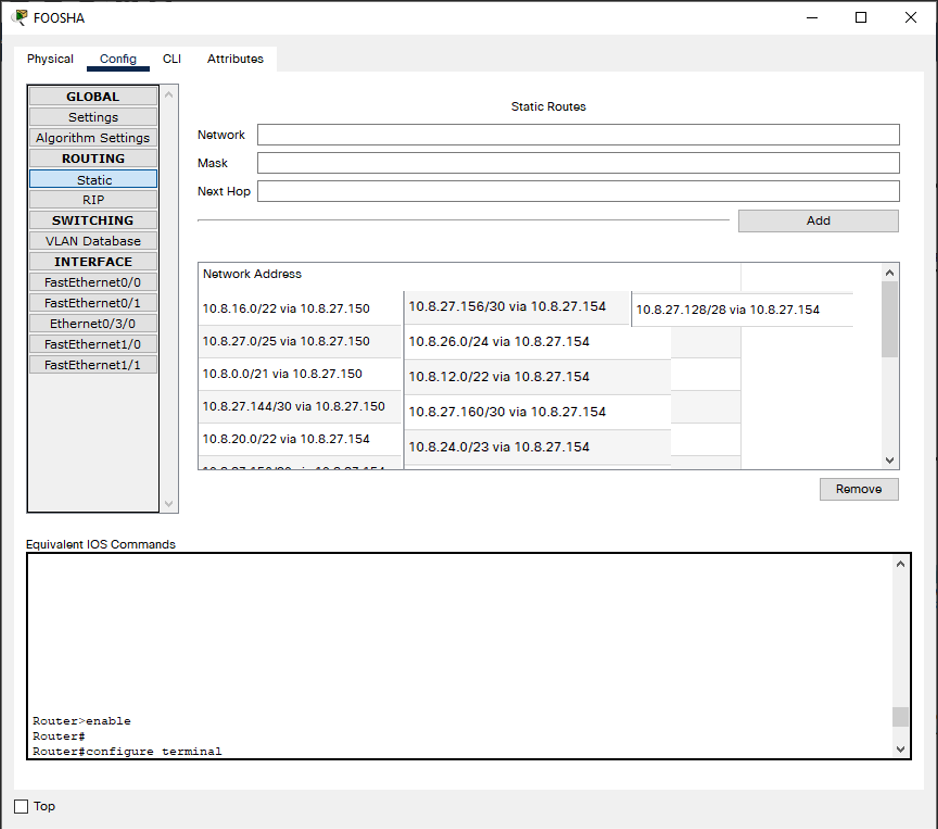 FOOSHA
Physical Config CLI Attributes
GLOBAL
Settings
Algorithm Settings
ROUTING
Static
RIP
SWITCHING
VLAN Database
INTERFACE
FastEthernet0/0
FastEthernet0/1
Ethernet0/3/0
FastEthernet1/0
FastEthernet1/1
Static Routes
Network
Mask
Next Hop
Add
Network Address
10.8.16.0/22 via 10.8.27.150
10.8.27.0/25 via 10.8.27.150
10.8.0.0/21 via 10.8.27.150
10.8.27.144/30 via 10.8.27.150
10.8.20.0/22 via 10.8.27.154
10.8.27.156/30 via 10.8.27.154
10.8.26.0/24 via 10.8.27.154
10.8.12.0/22 via 10.8.27.154
10.8.27.160/30 via 10.8.27.154
10.8.24.0/23 via 10.8.27.154
10.8.27.128/28 via 10.8.27.154
Remove
Equivalent IOS Commands
Router>enable
Router#
Router#configure terminal
Top